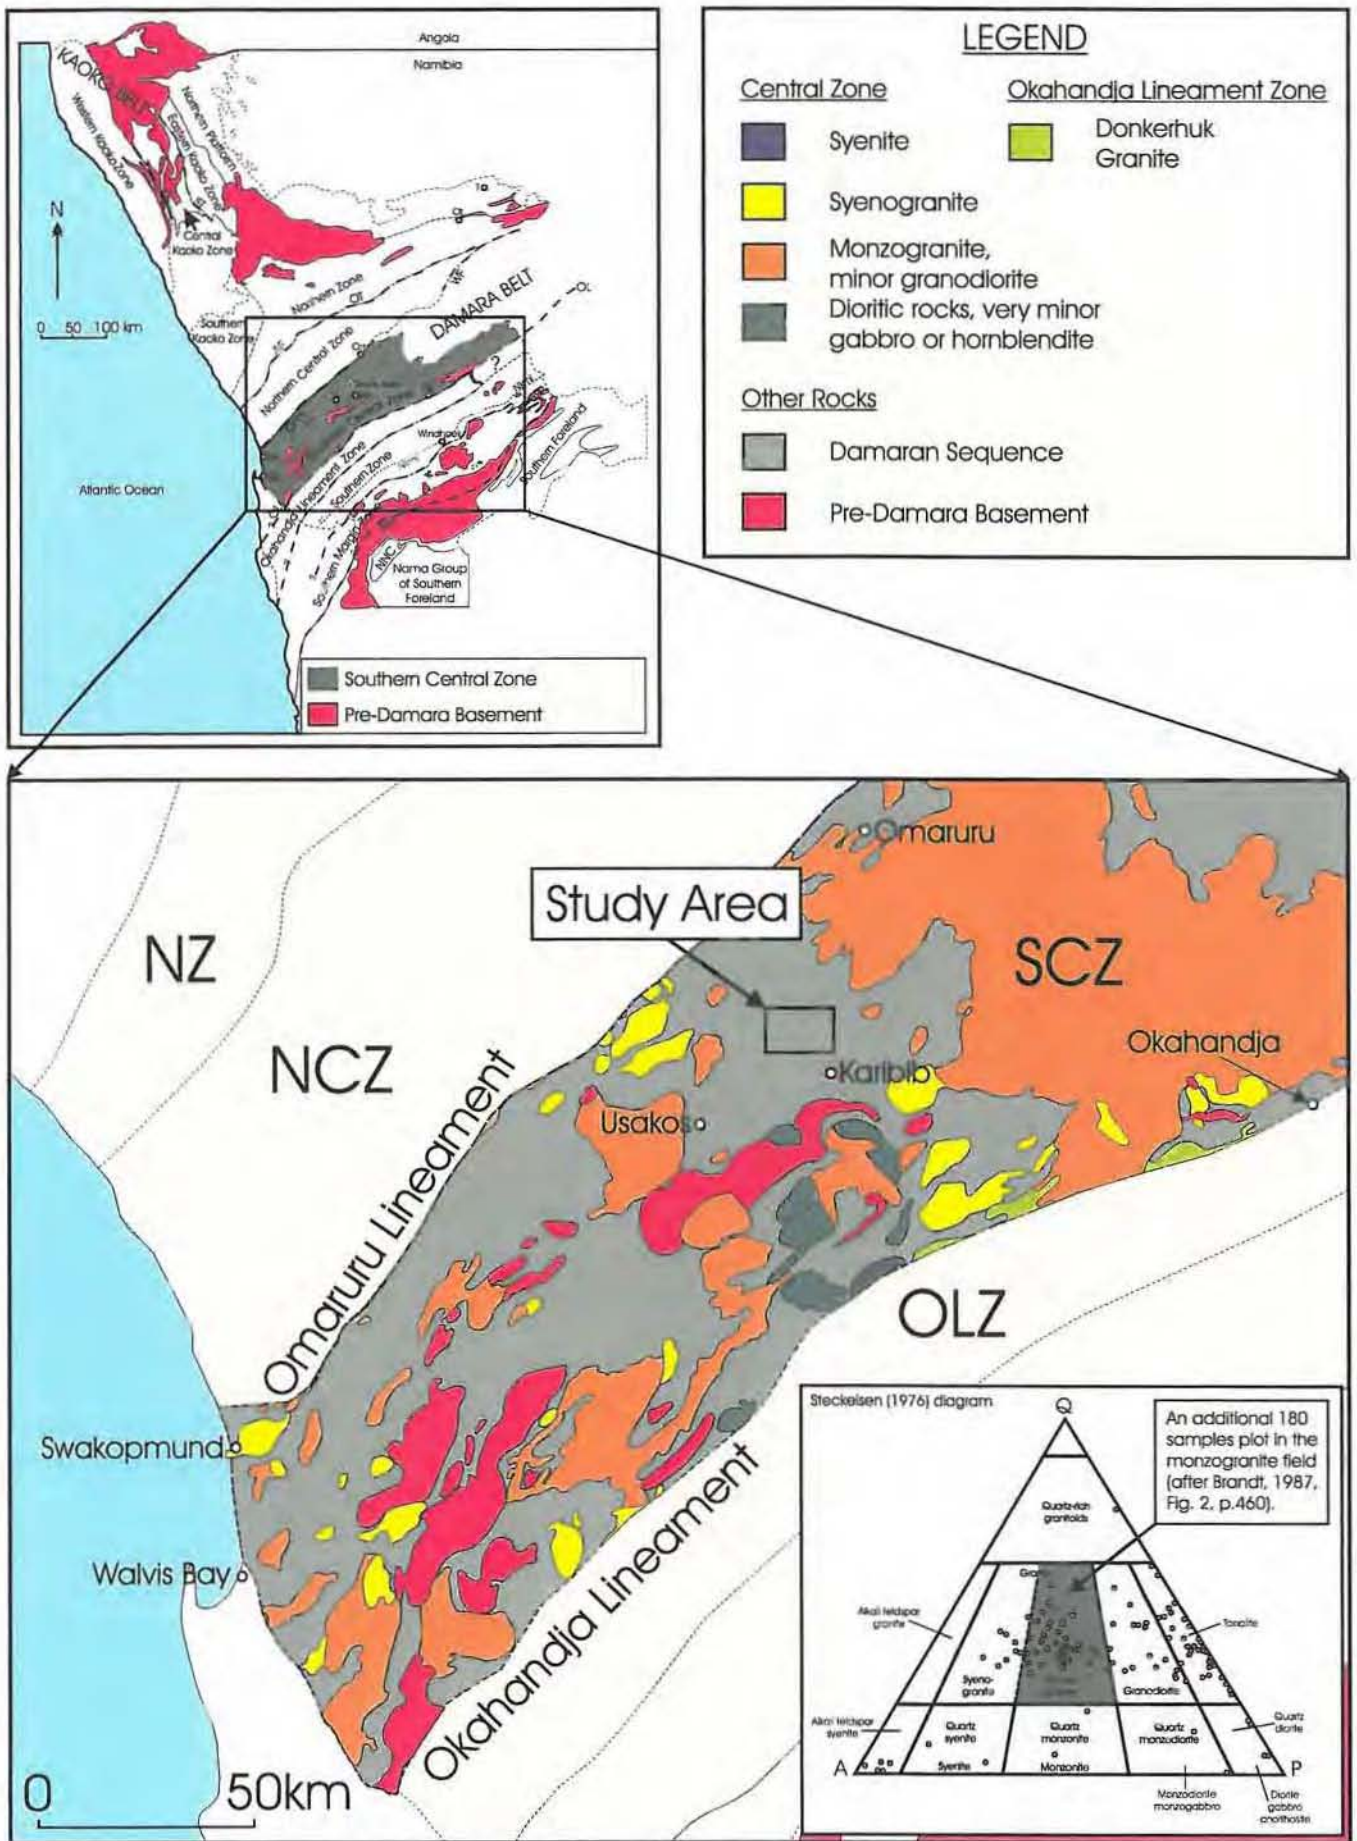 Angola
Namibia
KAOKO BELT
Northern Platform
Eastern Kaoko Zone
Western Kaoko Zone
Central
Kaoko Zone
N
0 50 100 km
Northern Zone
OT
WF
DAMARA BELT
OL
Southern
Kaoko Zone
Northern Central Zone
?
Windhoek
Southern Foreland
Atlantic Ocean
Okahandja Lineament Zone
Southern Zone
Southern Margin Zone
NNC
Nama Group
of Southern
Foreland
Southern Central Zone
Pre-Damara Basement
LEGEND
Central Zone
Syenite
Syenogranite
Monzogranite,
minor granodiorite
Dioritic rocks, very minor
gabbro or hornblendite
Okahandja Lineament Zone
Donkerhuk
Granite
Other Rocks
Damaran Sequence
Pre-Damara Basement
Omaruru
Study Area
NZ
SCZ
NCZ
Okahandja
Karibib
Usakos
Omaruru Lineament
OLZ
Swakopmund
Walvis Bay
Okahandja Lineament
0 50km
Steckeisen (1976) diagram
Q
An additional 180
samples plot in the
monzogranite field
(after Brandt, 1987,
Fig. 2, p.460).
Quartz-rich
granitoids
Alkali feldspar
granite
Tonalite
Syeno-
granite
Granodiorite
Alkali feldspar
syenite
Quartz
syenite
Quartz
monzonite
Quartz
monzodiorite
Quartz
diorite
A
Syenite
Monzonite
P
Monzodiorite
monzogabbro
Diorite
gabbro
anorthosite